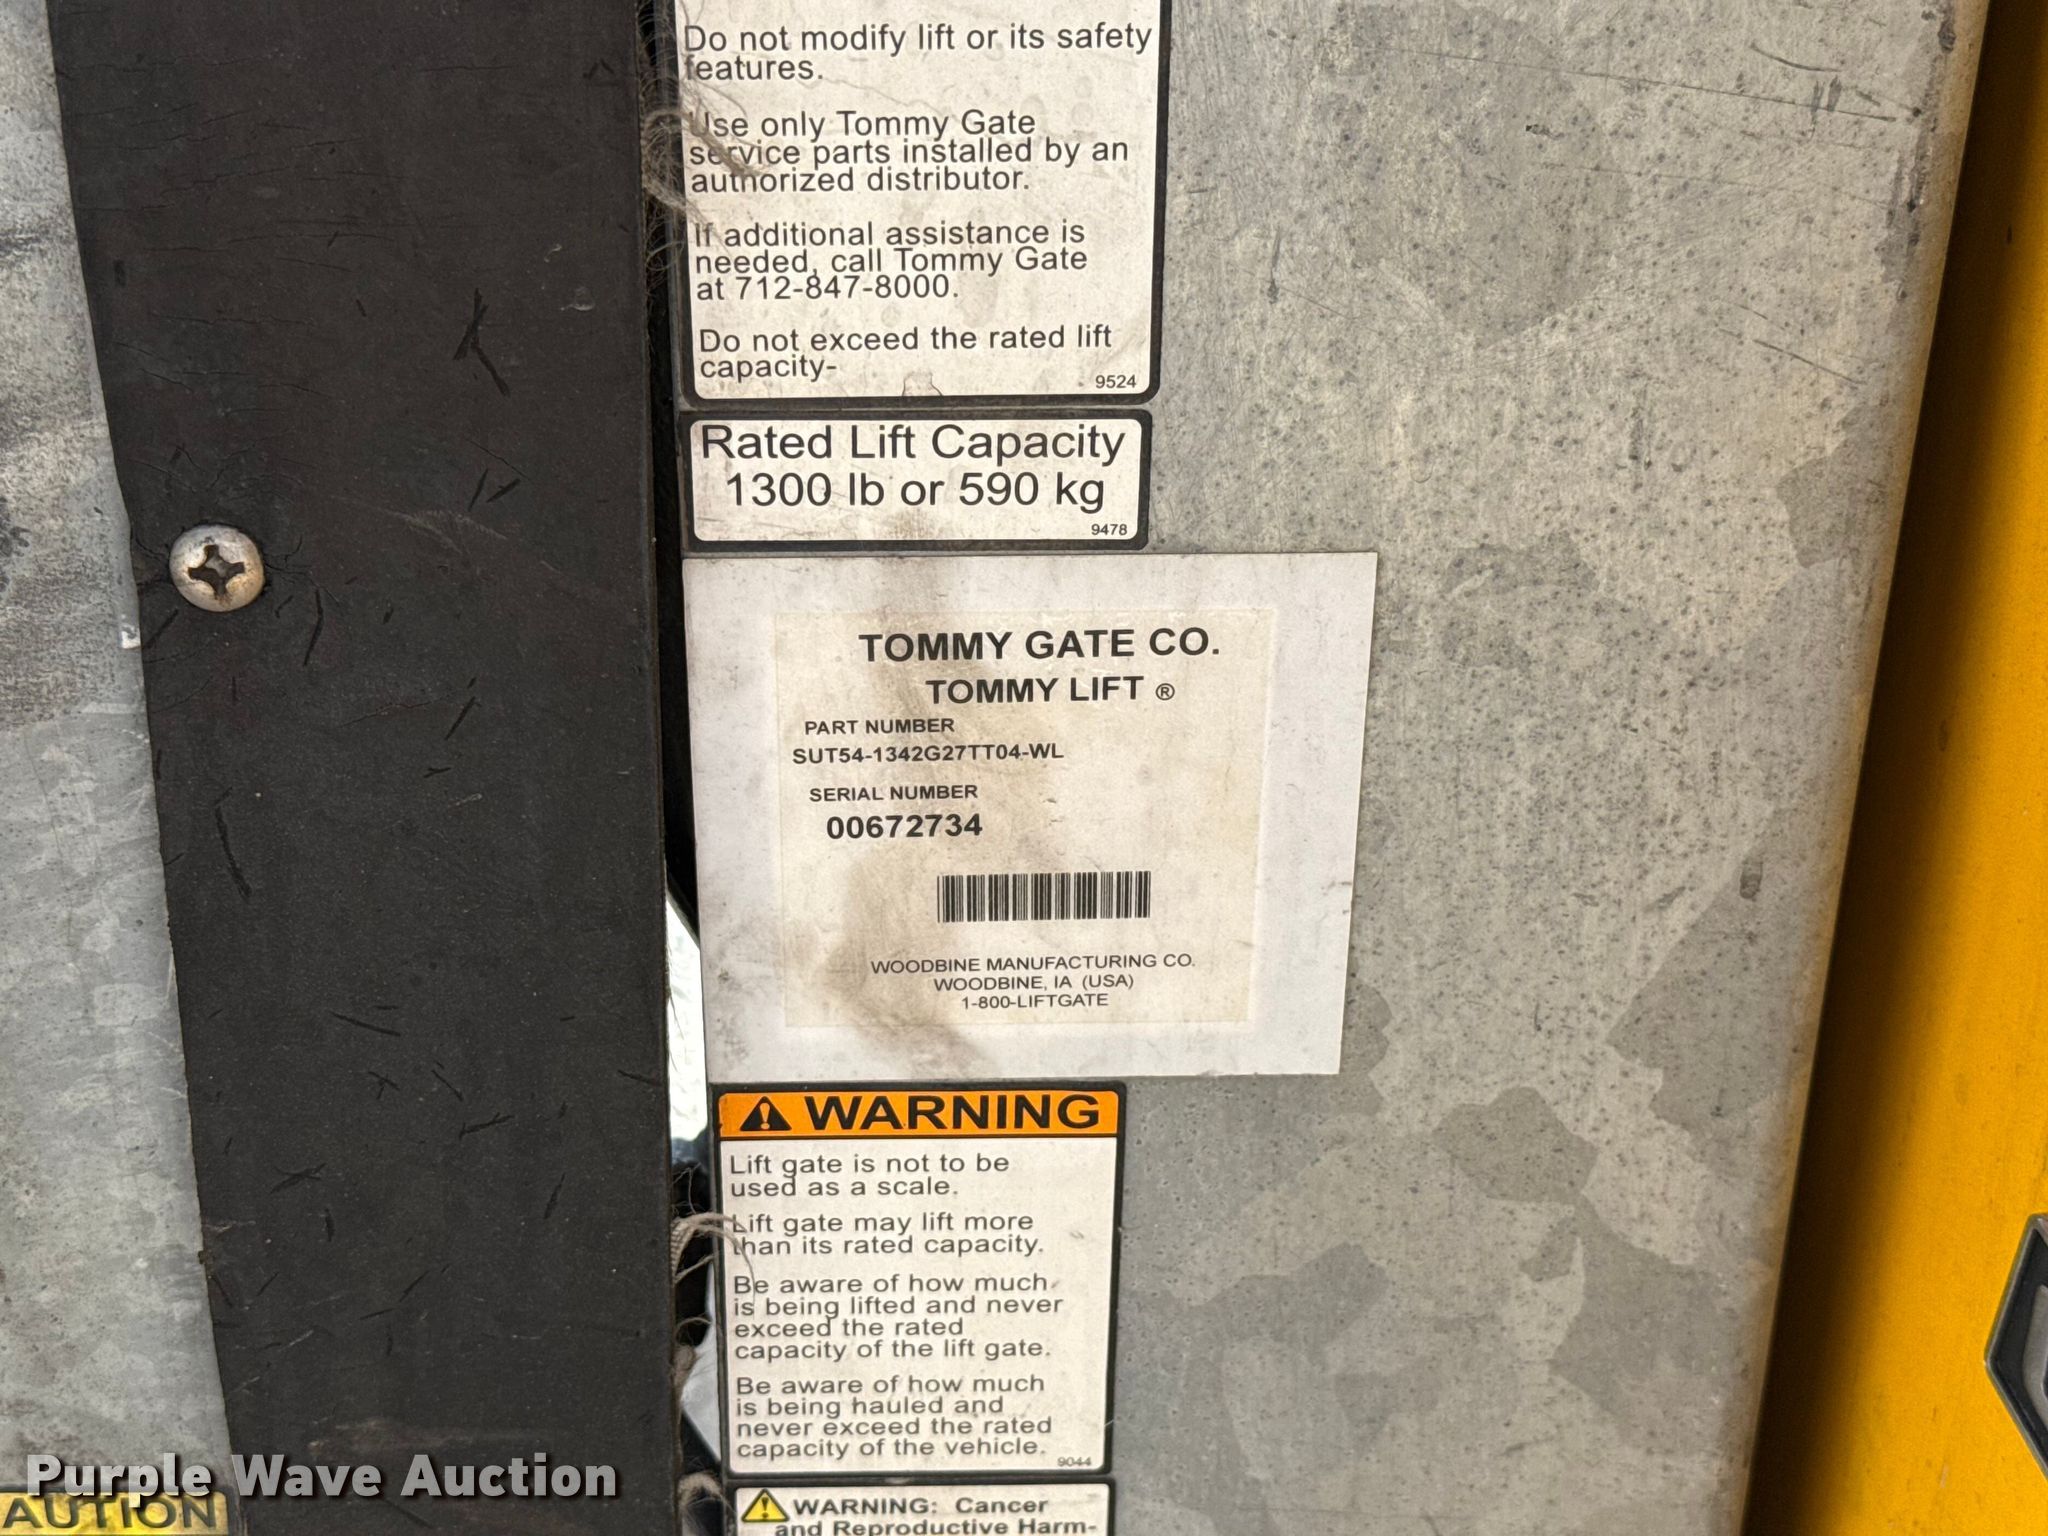 Do not modify lift or its safety
features.
Use only Tommy Gate
service parts installed by an
authorized distributor.
If additional assistance is
needed, call Tommy Gate
at 712-847-8000.
Do not exceed the rated lift
capacity-
9524
Rated Lift Capacity
1300 lb or 590 kg
9478
TOMMY GATE CO.
TOMMY LIFT ®
PART NUMBER
SUT54-1342G27TT04-WL
SERIAL NUMBER
00672734
WOODBINE MANUFACTURING CO.
WOODBINE, IA (USA)
1-800-LIFTGATE
WARNING
Lift gate is not to be
used as a scale.
Lift gate may lift more
than its rated capacity.
Be aware of how much
is being lifted and never
exceed the rated
capacity of the lift gate.
Be aware of how much
is being hauled and
never exceed the rated
capacity of the vehicle.
9044
WARNING: Cancer
and Reproductive Harm-
Purple Wave Auction
AUTION